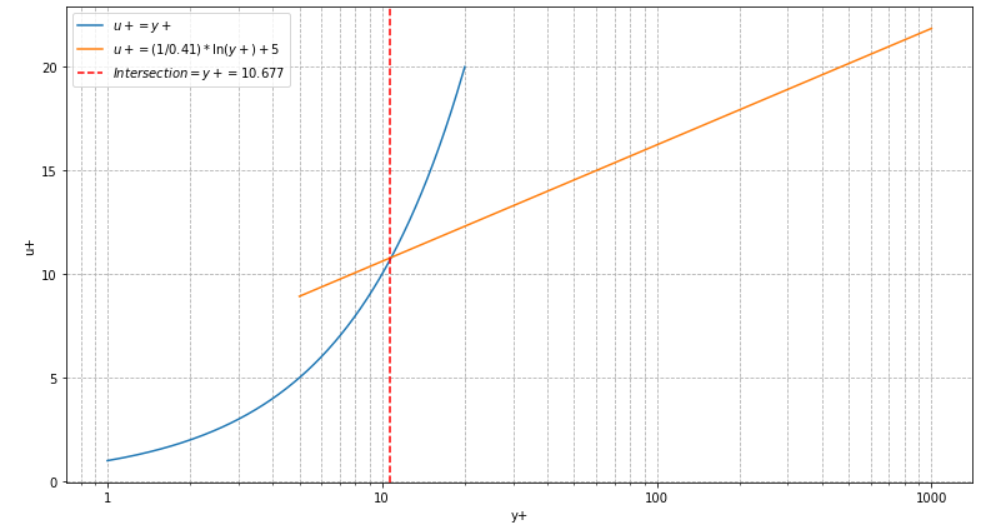 u+ = y+
u+ = (1/0.41) * ln(y+) + 5
Intersection = y+ = 10.677
20
15
10
5
0
u+
1
10
100
1000
y+